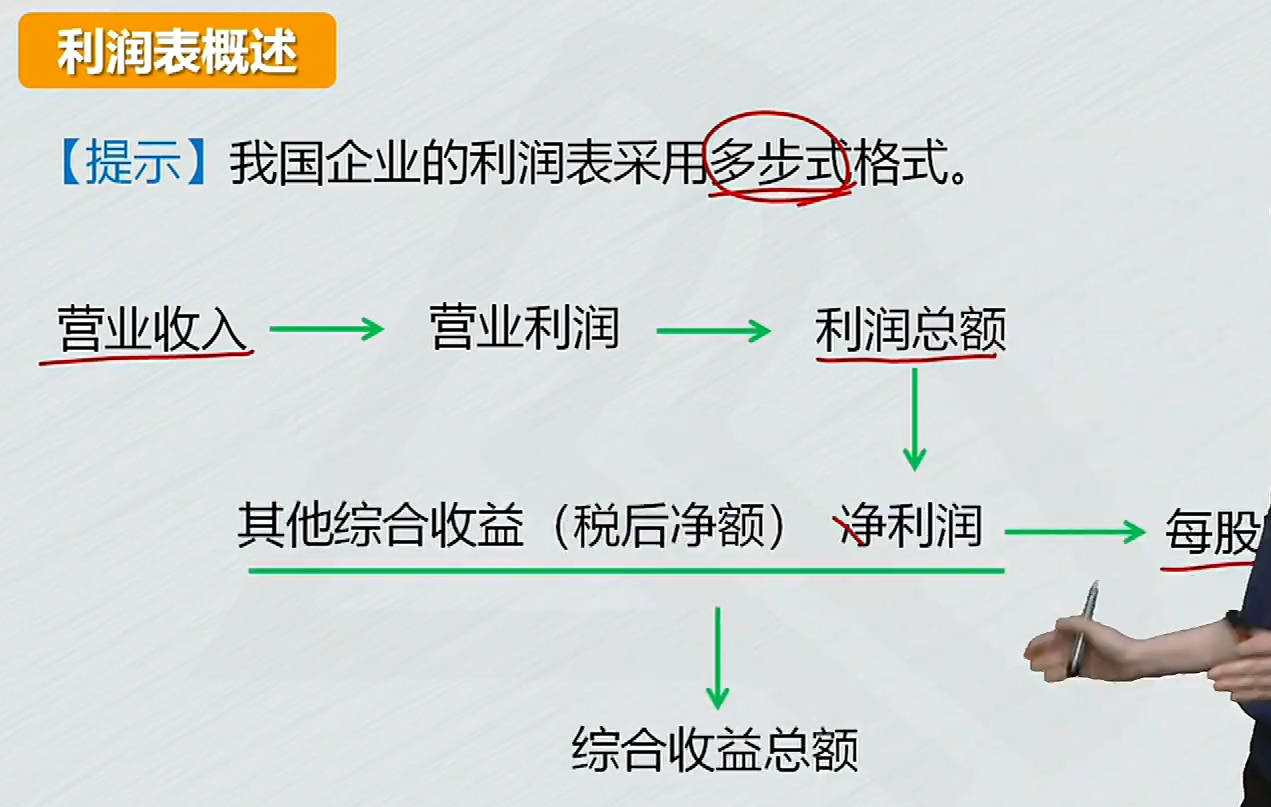 利润表概述
【提示】我国企业的利润表采用多步式格式。
营业收入 营业利润 利润总额
其他综合收益（税后净额） 净利润 每股
综合收益总额